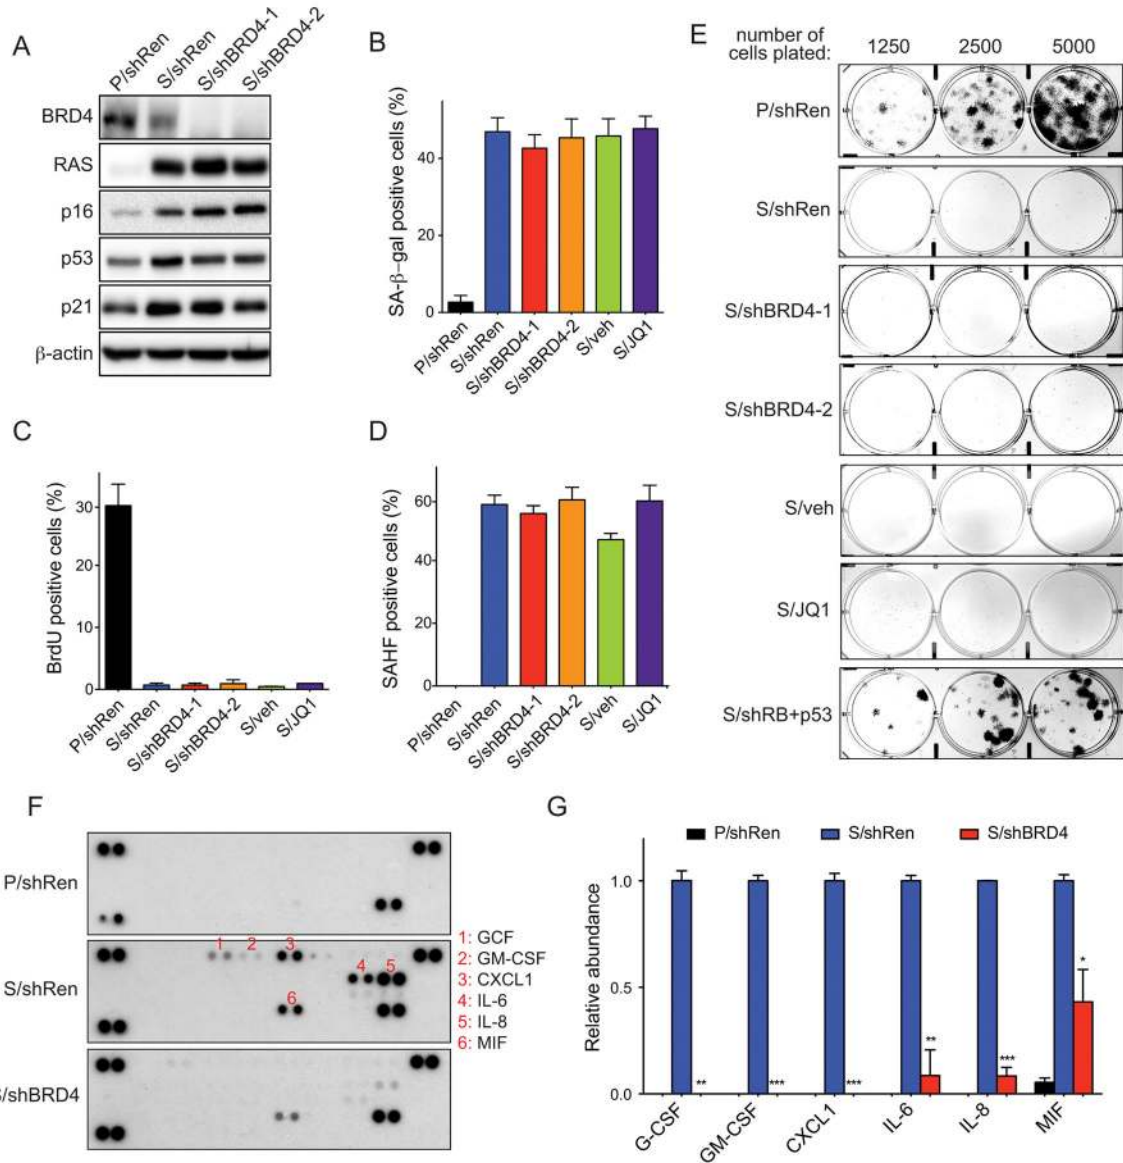 A
P/shRen
S/shRen
S/shBRD4-1
S/shBRD4-2
BRD4
RAS
p16
p53
p21
β-actin
B
SA-β-gal positive cells (%)
40
20
0
P/shRen
S/shRen
S/shBRD4-1
S/shBRD4-2
S/veh
S/JQ1
C
BrdU positive cells (%)
30
20
10
0
P/shRen
S/shRen
S/shBRD4-1
S/shBRD4-2
S/veh
S/JQ1
D
SAHF positive cells (%)
60
40
20
0
P/shRen
S/shRen
S/shBRD4-1
S/shBRD4-2
S/veh
S/JQ1
E
number of
cells plated:
1250 2500 5000
P/shRen
S/shRen
S/shBRD4-1
S/shBRD4-2
S/veh
S/JQ1
S/shRB+p53
F
P/shRen
S/shRen
S/shBRD4
1 2 3
4 5
6
1: GCF
2: GM-CSF
3: CXCL1
4: IL-6
5: IL-8
6: MIF
G
P/shRen S/shRen S/shBRD4
Relative abundance
1.0
0.5
0.0
** *** *** ** *** *
G-CSF
GM-CSF
CXCL1
IL-6
IL-8
MIF